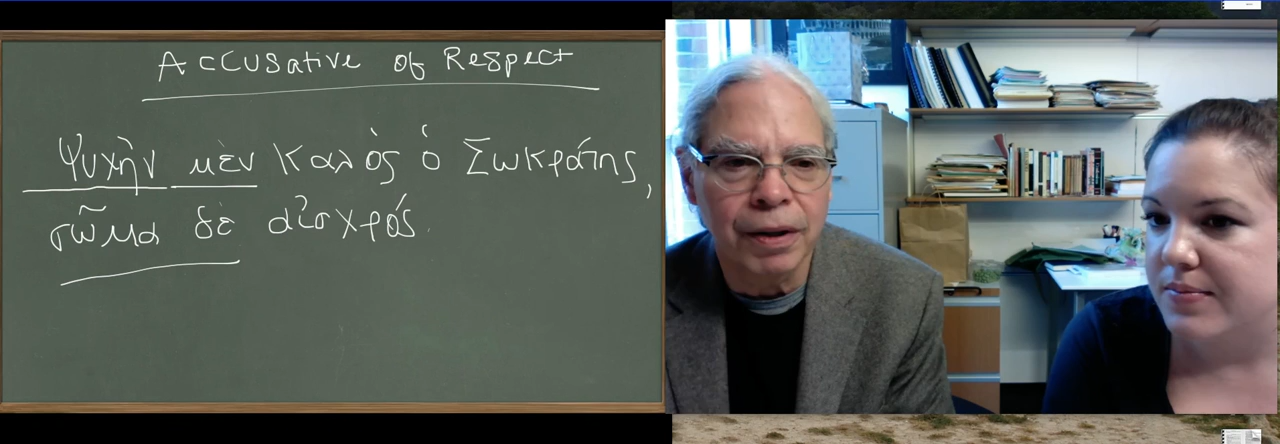 Accusative of Respect
Ψυχὴν μὲν καλὸς ὁ Σωκράτης,
σῶμα δὲ αἰσχρός.